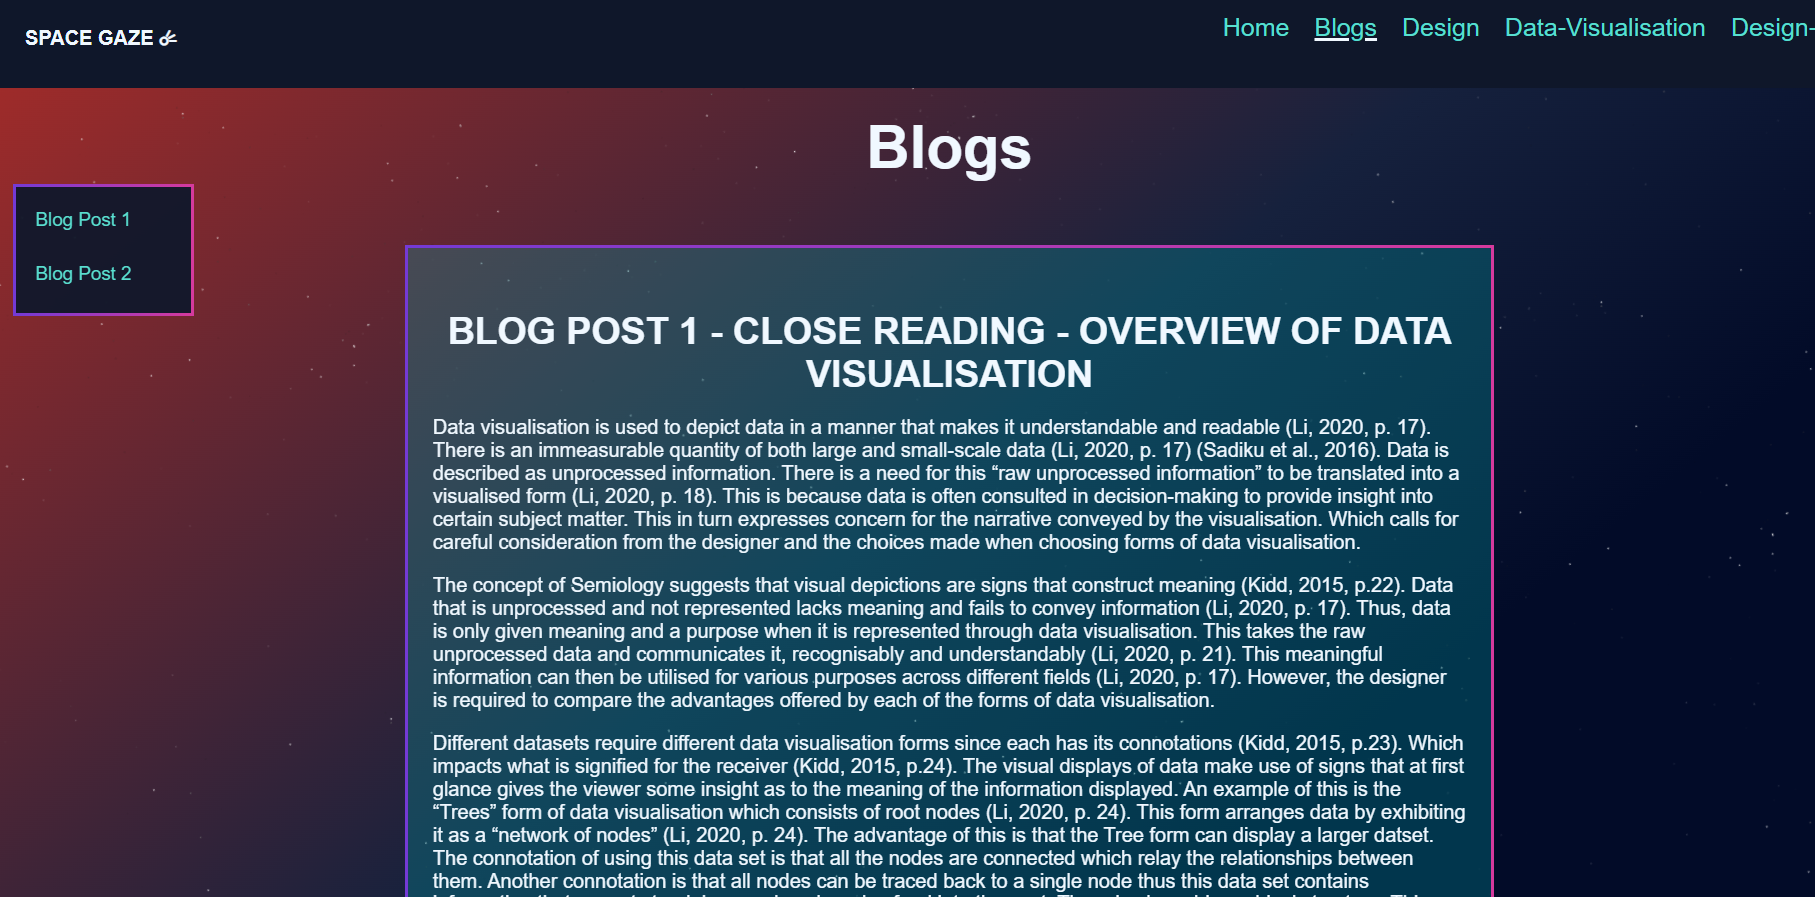 SPACE GAZE
Home Blogs Design Data-Visualisation Design-
Blogs
Blog Post 1
Blog Post 2
BLOG POST 1 - CLOSE READING - OVERVIEW OF DATA
VISUALISATION
Data visualisation is used to depict data in a manner that makes it understandable and readable (Li, 2020, p. 17).
There is an immeasurable quantity of both large and small-scale data (Li, 2020, p. 17) (Sadiku et al., 2016). Data is
described as unprocessed information. There is a need for this “raw unprocessed information” to be translated into a
visualised form (Li, 2020, p. 18). This is because data is often consulted in decision-making to provide insight into
certain subject matter. This in turn expresses concern for the narrative conveyed by the visualisation. Which calls for
careful consideration from the designer and the choices made when choosing forms of data visualisation.
The concept of Semiology suggests that visual depictions are signs that construct meaning (Kidd, 2015, p.22). Data
that is unprocessed and not represented lacks meaning and fails to convey information (Li, 2020, p. 17). Thus, data
is only given meaning and a purpose when it is represented through data visualisation. This takes the raw
unprocessed data and communicates it, recognisably and understandably (Li, 2020, p. 21). This meaningful
information can then be utilised for various purposes across different fields (Li, 2020, p. 17). However, the designer
is required to compare the advantages offered by each of the forms of data visualisation.
Different datasets require different data visualisation forms since each has its connotations (Kidd, 2015, p.23). Which
impacts what is signified for the receiver (Kidd, 2015, p.24). The visual displays of data make use of signs that at first
glance gives the viewer some insight as to the meaning of the information displayed. An example of this is the
“Trees” form of data visualisation which consists of root nodes (Li, 2020, p. 24). This form arranges data by exhibiting
it as a “network of nodes” (Li, 2020, p. 24). The advantage of this is that the Tree form can display a larger datset.
The connotation of using this data set is that all the nodes are connected which relay the relationships between
them. Another connotation is that all nodes can be traced back to a single node thus this data set contains